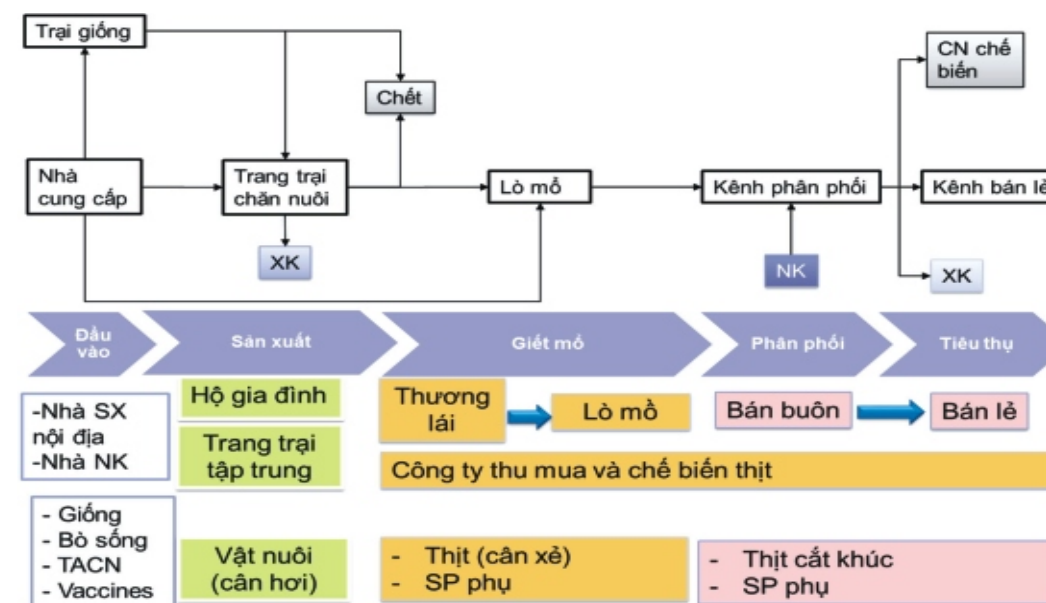 Trại giống
CN chế
biến
Chết
Nhà
cung cấp
Trang trại
chăn nuôi
Lò mổ
Kênh phân phối
Kênh bán lẻ
XK
NK
XK
Đầu
vào
Sản xuất
Giết mổ
Phân phối
Tiêu thụ
-Nhà SX
nội địa
-Nhà NK
Hộ gia đình
Trang trại
tập trung
Thương
lái
Lò mổ
Bán buôn
Bán lẻ
Công ty thu mua và chế biến thịt
- Giống
- Bò sống
- TACN
- Vaccines
Vật nuôi
(cân hơi)
- Thịt (cân xẻ)
- SP phụ
- Thịt cắt khúc
- SP phụ